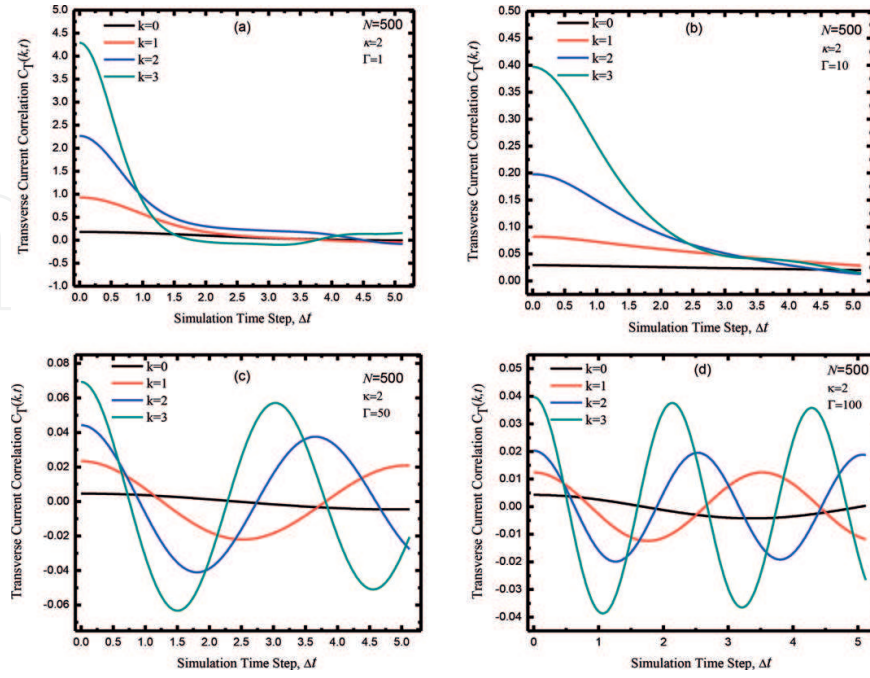 (a)
N=500
κ=2
Γ=1
k=0
k=1
k=2
k=3
Transverse Current Correlation C_T(k,t)
5.0
4.5
4.0
3.5
3.0
2.5
2.0
1.5
1.0
0.5
0.0
-0.5
-1.0
0.0 0.5 1.0 1.5 2.0 2.5 3.0 3.5 4.0 4.5 5.0
Simulation Time Step, Δt
(b)
N=500
κ=2
Γ=10
k=0
k=1
k=2
k=3
Transverse Current Correlation C_T(k,t)
0.50
0.45
0.40
0.35
0.30
0.25
0.20
0.15
0.10
0.05
0.00
0.0 0.5 1.0 1.5 2.0 2.5 3.0 3.5 4.0 4.5 5.0
Simulation Time Step, Δt
(c)
N=500
κ=2
Γ=50
k=0
k=1
k=2
k=3
Transverse Current Correlation C_T(k,t)
0.08
0.06
0.04
0.02
0.00
-0.02
-0.04
-0.06
0.0 0.5 1.0 1.5 2.0 2.5 3.0 3.5 4.0 4.5 5.0
Simulation Time Step, Δt
(d)
N=500
κ=2
Γ=100
k=0
k=1
k=2
k=3
Transverse Current Correlation C_T(k,t)
0.05
0.04
0.03
0.02
0.01
0.00
-0.01
-0.02
-0.03
-0.04
0 1 2 3 4 5
Simulation Time Step, Δt